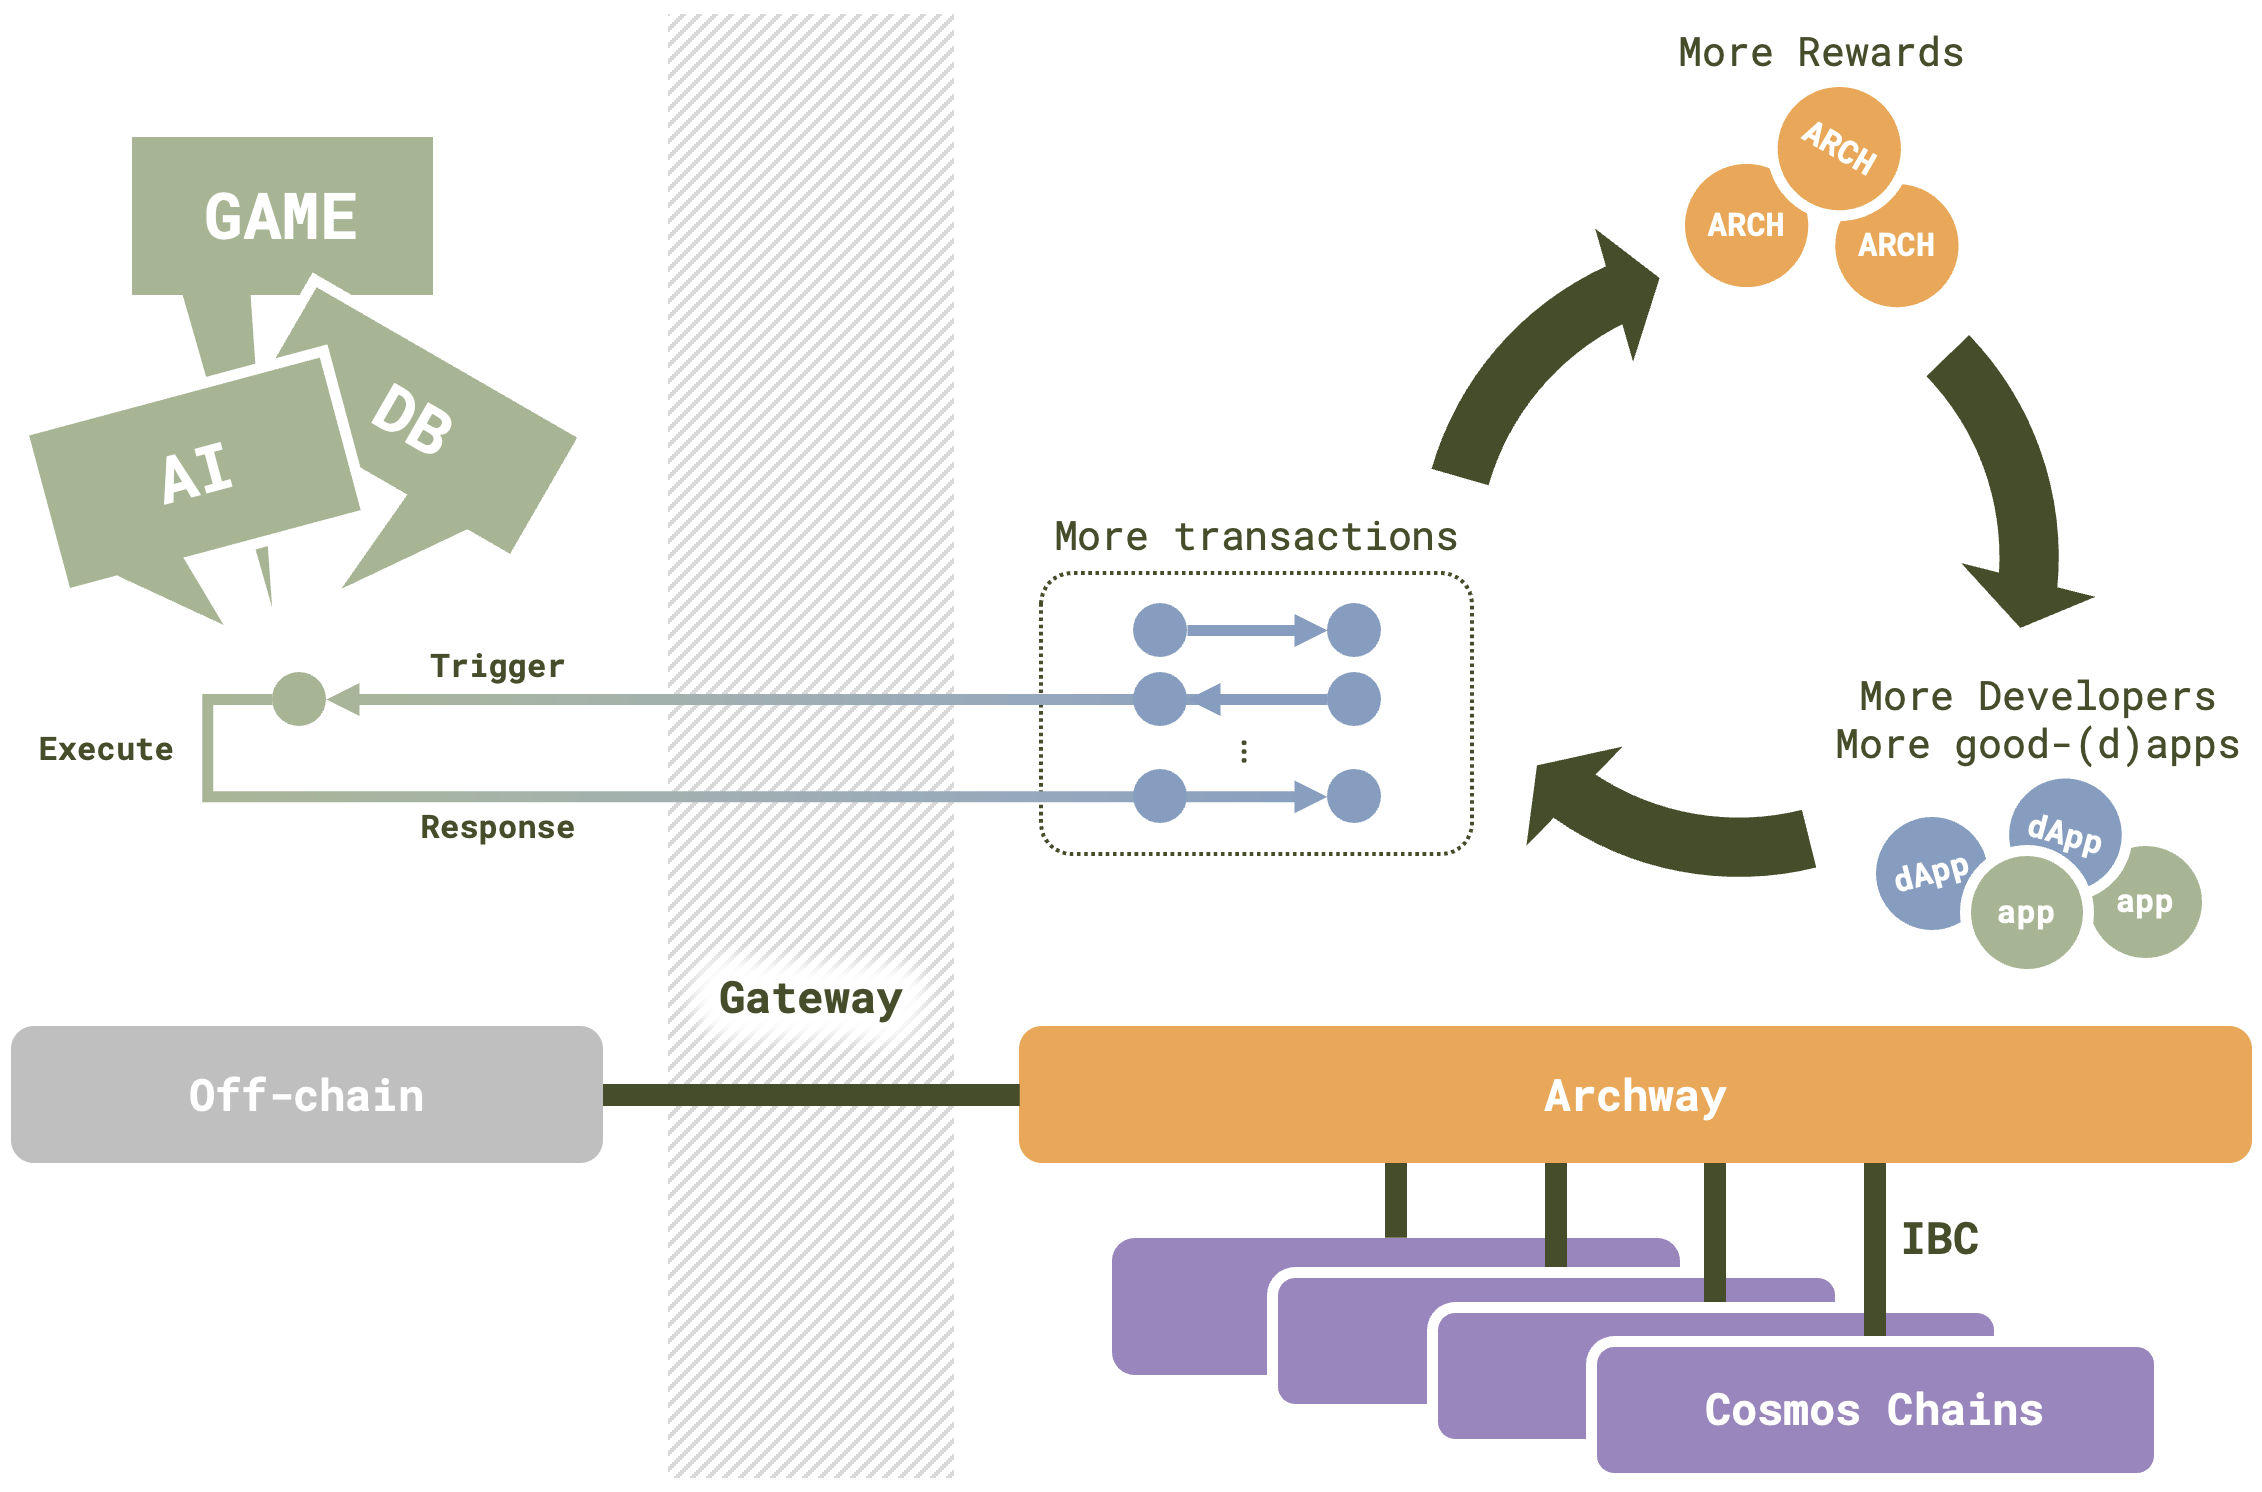 More Rewards
ARCH
ARCH
ARCH
GAME
DB
AI
More transactions
Trigger
Execute
Response
More Developers
More good-(d)apps
dApp
dApp
app
app
Gateway
Off-chain
Archway
IBC
Cosmos Chains